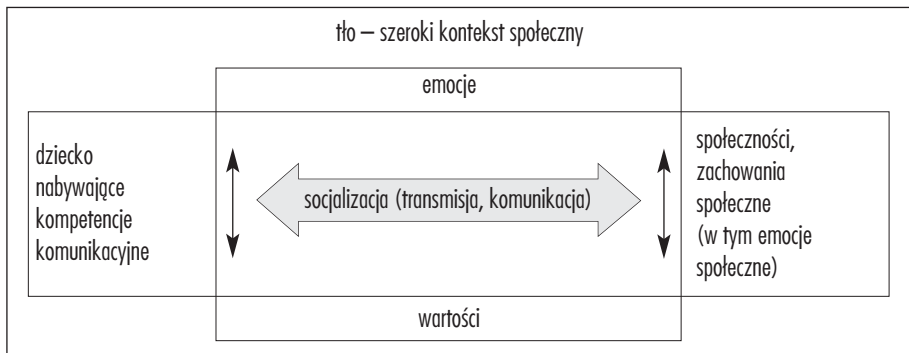 tło – szeroki kontekst społeczny
emocje
dziecko
nabywające
kompetencje
komunikacyjne
socjalizacja (transmisja, komunikacja)
społeczności,
zachowania
społeczne
(w tym emocje
społeczne)
wartości